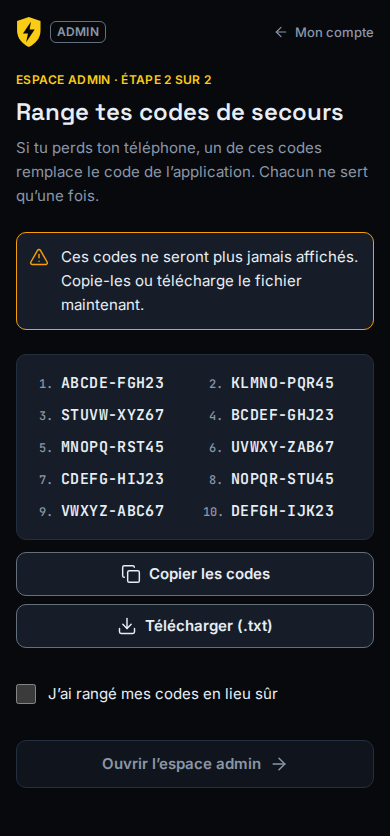 ADMIN
← Mon compte
ESPACE ADMIN · ÉTAPE 2 SUR 2
Range tes codes de secours
Si tu perds ton téléphone, un de ces codes
remplace le code de l’application. Chacun ne sert
qu’une fois.
Ces codes ne seront plus jamais affichés.
Copie-les ou télécharge le fichier
maintenant.
1. ABCDE-FGH23 2. KLMNO-PQR45
3. STUVW-XYZ67 4. BCDEF-GHJ23
5. MNOPQ-RST45 6. UVWXY-ZAB67
7. CDEFG-HIJ23 8. NOPQR-STU45
9. VWXYZ-ABC67 10. DEFGH-IJK23
Copier les codes
Télécharger (.txt)
J’ai rangé mes codes en lieu sûr
Ouvrir l’espace admin →